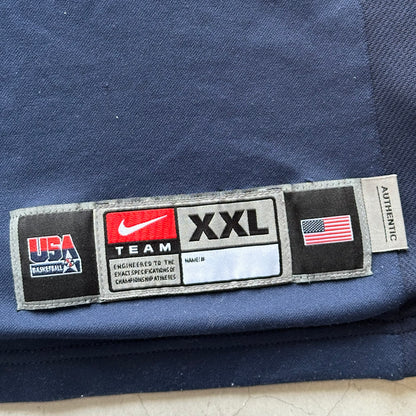 USA
BASKETBALL
TEAM
ENGINEERED TO THE
EXACT SPECIFICATIONS OF
CHAMPIONSHIP ATHLETES
XXL
NAME/#
AUTHENTIC